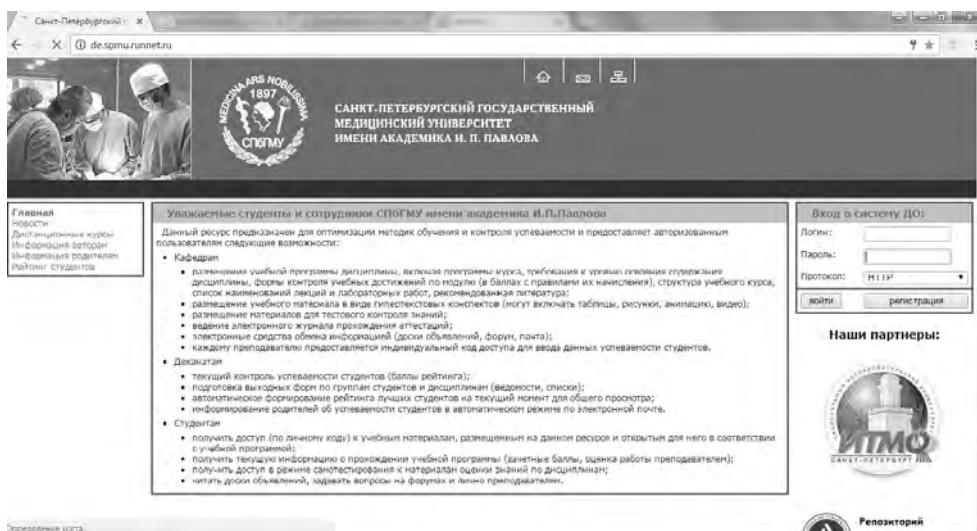 Санкт-Петербургский г
de.spmu.runnet.ru
MEDICINA ARS NOBILISSIMA
1897
СПбГМУ
САНКТ-ПЕТЕРБУРГСКИЙ ГОСУДАРСТВЕННЫЙ
МЕДИЦИНСКИЙ УНИВЕРСИТЕТ
ИМЕНИ АКАДЕМИКА И. П. ПАВЛОВА
Главная
Новости
Дистанционные курсы
Информация авторам
Информация родителям
Рейтинг студентов
Уважаемые студенты и сотрудники СПбГМУ имени академика И.П.Павлова
Данный ресурс предназначен для оптимизации методик обучения и контроля успеваемости и предоставляет авторизованным
пользователям следующие возможности:
• Кафедрам
• размещения учебной программы дисциплины, включая программы курса, требования к уровню освоения содержания
дисциплины, формы контроля учебных достижений по модулю (в баллах с правилами их начисления), структура учебного курса,
список наименований лекций и лабораторных работ, рекомендованная литература);
• размещение учебного материала в виде гипертекстовых конспектов (могут включать таблицы, рисунки, анимацию, видео);
• размещение материалов для тестового контроля знаний;
• ведение электронного журнала прохождения аттестаций;
• электронные средства обмена информацией (доски объявлений, форум, почта);
• каждому преподавателю предоставляется индивидуальный код доступа для ввода данных успеваемости студентов.
• Деканатам
• текущий контроль успеваемости студентов (баллы рейтинга);
• подготовка выходных форм по группам студентов и дисциплинам (ведомости, списки);
• автоматическое формирование рейтинга лучших студентов на текущий момент для общего просмотра;
• информирование родителей об успеваемости студентов в автоматическом режиме по электронной почте.
• Студентам
• получить доступ (по личному коду) к учебным материалам, размещенным на данном ресурсе и открытым для него в соответствии
с учебной программой;
• получить текущую информацию о прохождении учебной программы (зачетные баллы, оценка работы преподавателем);
• получить доступ в режиме самотестирования к материалам оценки знаний по дисциплинам;
• читать доски объявлений, задавать вопросы на форумах и лично преподавателям.
Вход в систему ДО:
Логин:
Пароль:
Протокол: HTTP
войти регистрация
Наши партнеры:
ИТМО
САНКТ-ПЕТЕРБУРГ
Репозиторий
Определение хоста...